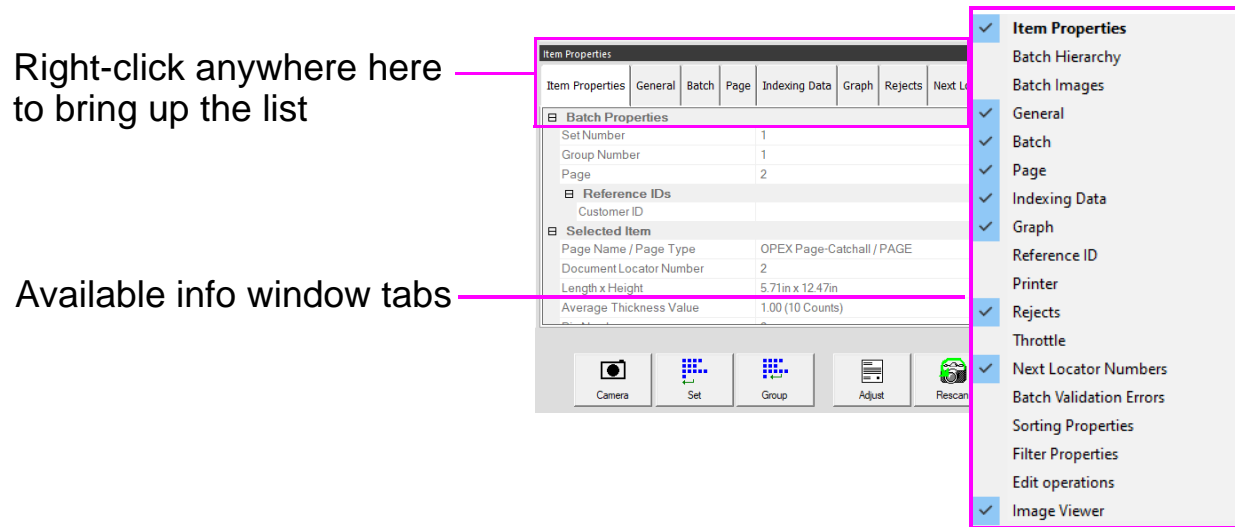 Right-click anywhere here
to bring up the list
Available info window tabs
Item Properties
Item Properties General Batch Page Indexing Data Graph Rejects Next Lo
Batch Properties
Set Number 1
Group Number 1
Page 2
Reference IDs
Customer ID
Selected Item
Page Name / Page Type OPEX Page-Catchall / PAGE
Document Locator Number 2
Length x Height 5.71in x 12.47in
Average Thickness Value 1.00 (10 Counts)
Camera Set Group Adjust Rescan
Item Properties
Batch Hierarchy
Batch Images
General
Batch
Page
Indexing Data
Graph
Reference ID
Printer
Rejects
Throttle
Next Locator Numbers
Batch Validation Errors
Sorting Properties
Filter Properties
Edit operations
Image Viewer